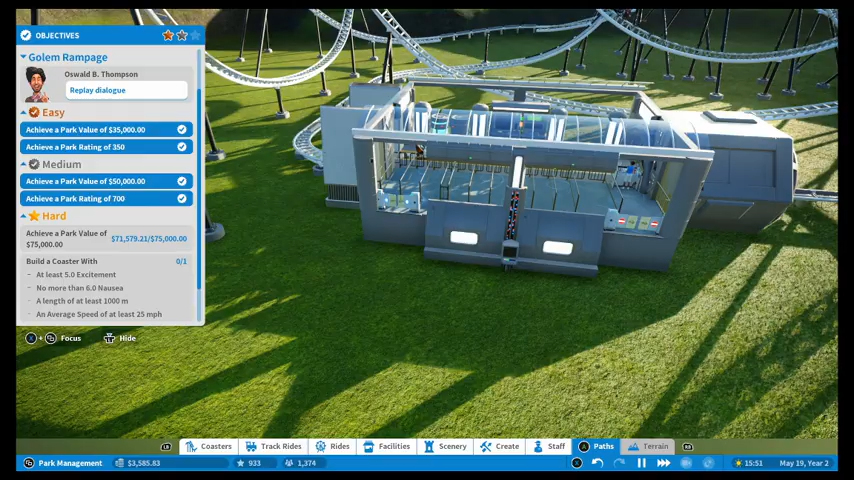 OBJECTIVES
Golem Rampage
Oswald B. Thompson
Replay dialogue
Easy
Achieve a Park Value of $35,000.00
Achieve a Park Rating of 350
Medium
Achieve a Park Value of $50,000.00
Achieve a Park Rating of 700
Hard
Achieve a Park Value of $75,000.00
$71,579.21/$75,000.00
Build a Coaster With 0/1
- At least 5.0 Excitement
- No more than 6.0 Nausea
- A length of at least 1000 m
- An Average Speed of at least 25 mph
X + Focus Hide
LB Coasters Track Rides Rides Facilities Scenery Create Staff A Paths Terrain RB
Park Management $3,585.83 933 1,374 X 15:51 May 19, Year 2